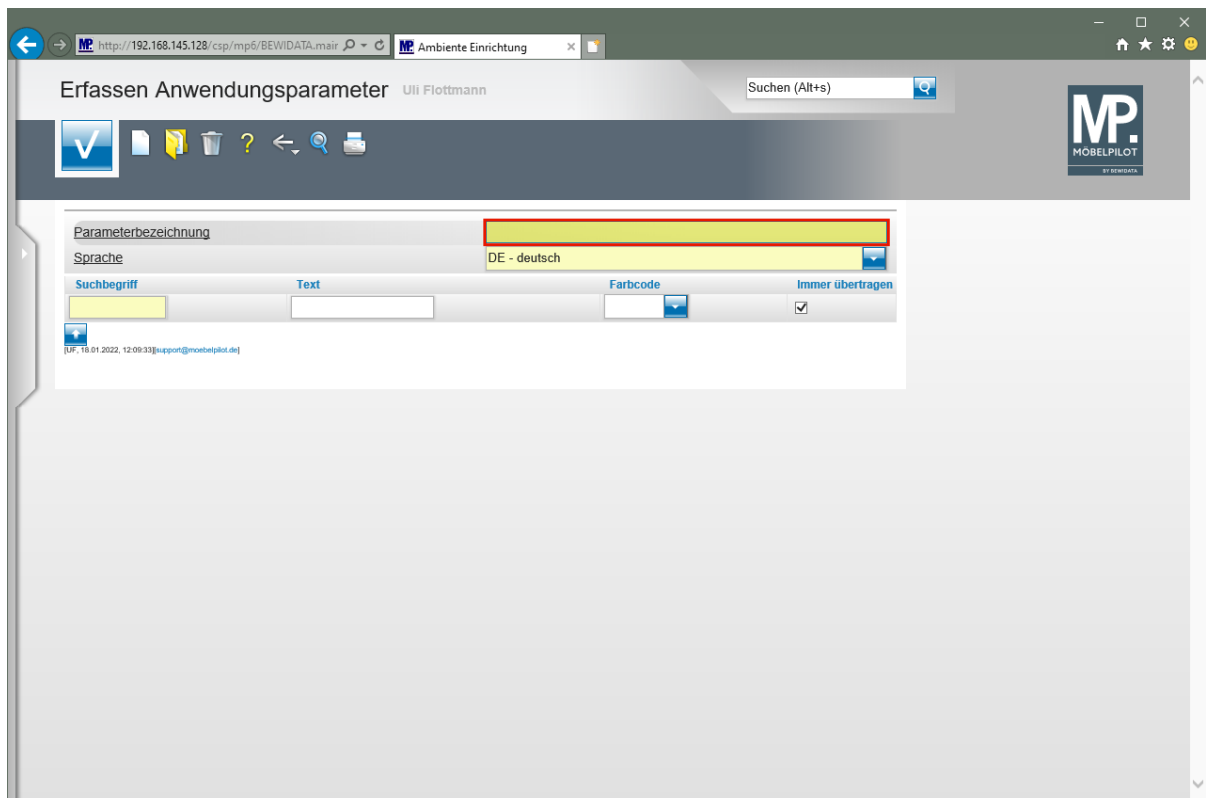 http://192.168.145.128/csp/mp6/BEWIDATA.mair
MP. Ambiente Einrichtung
Erfassen Anwendungsparameter Uli Flottmann
Suchen (Alt+s)
MP.
MÖBELPILOT
BY BEWIDATA
Parameterbezeichnung
Sprache DE - deutsch
Suchbegriff Text Farbcode Immer übertragen
[UF, 18.01.2022, 12:09:33][support@moebelpilot.de]